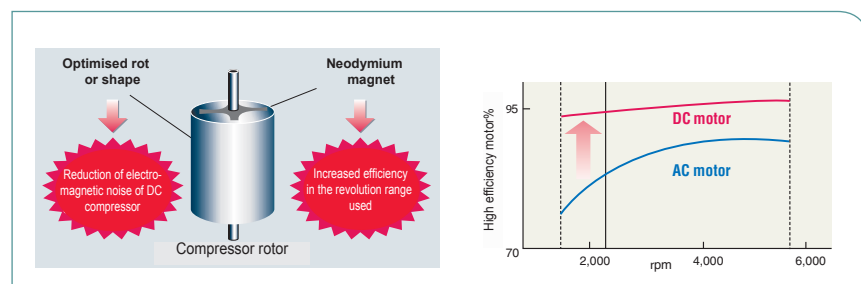 Optimised rot
or shape
Neodymium
magnet
Reduction of electro-
magnetic noise of DC
compressor
Increased efficiency
in the revolution range
used
Compressor rotor
High efficiency motor%
95
70
DC motor
AC motor
2,000
rpm
4,000
6,000